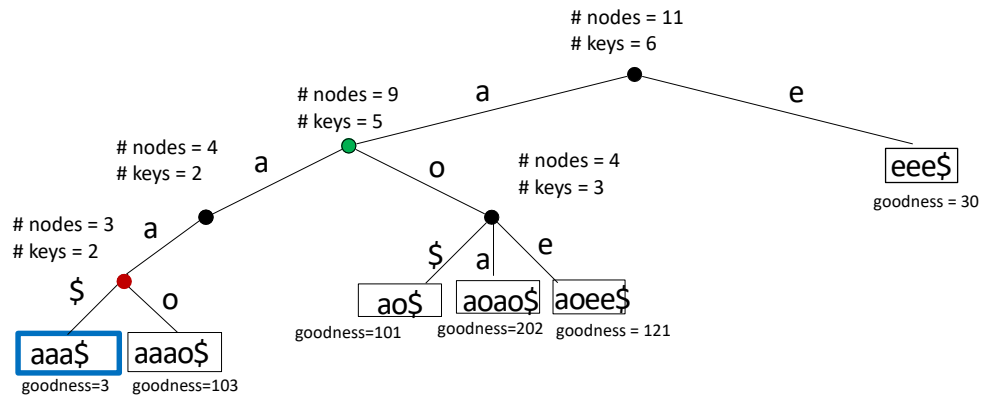 # nodes = 11
# keys = 6
a
e
# nodes = 9
# keys = 5
# nodes = 4
# keys = 2
a
o
# nodes = 4
# keys = 3
eee$
goodness = 30
# nodes = 3
# keys = 2
a
$
a
e
$
o
ao$
aoao$
aoee$
goodness=101
goodness=202
goodness = 121
aaa$
aaao$
goodness=3
goodness=103